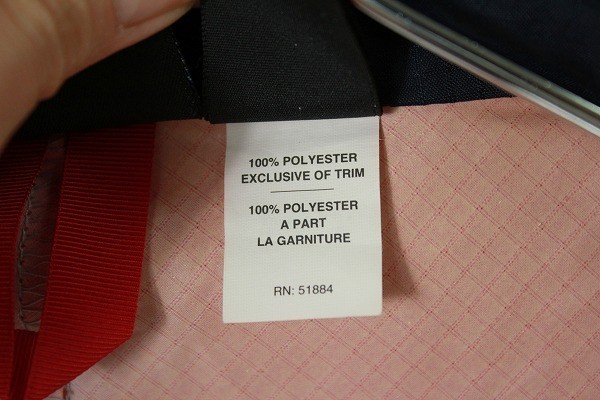 100% POLYESTER
EXCLUSIVE OF TRIM
100% POLYESTER
A PART
LA GARNITURE
RN: 51884